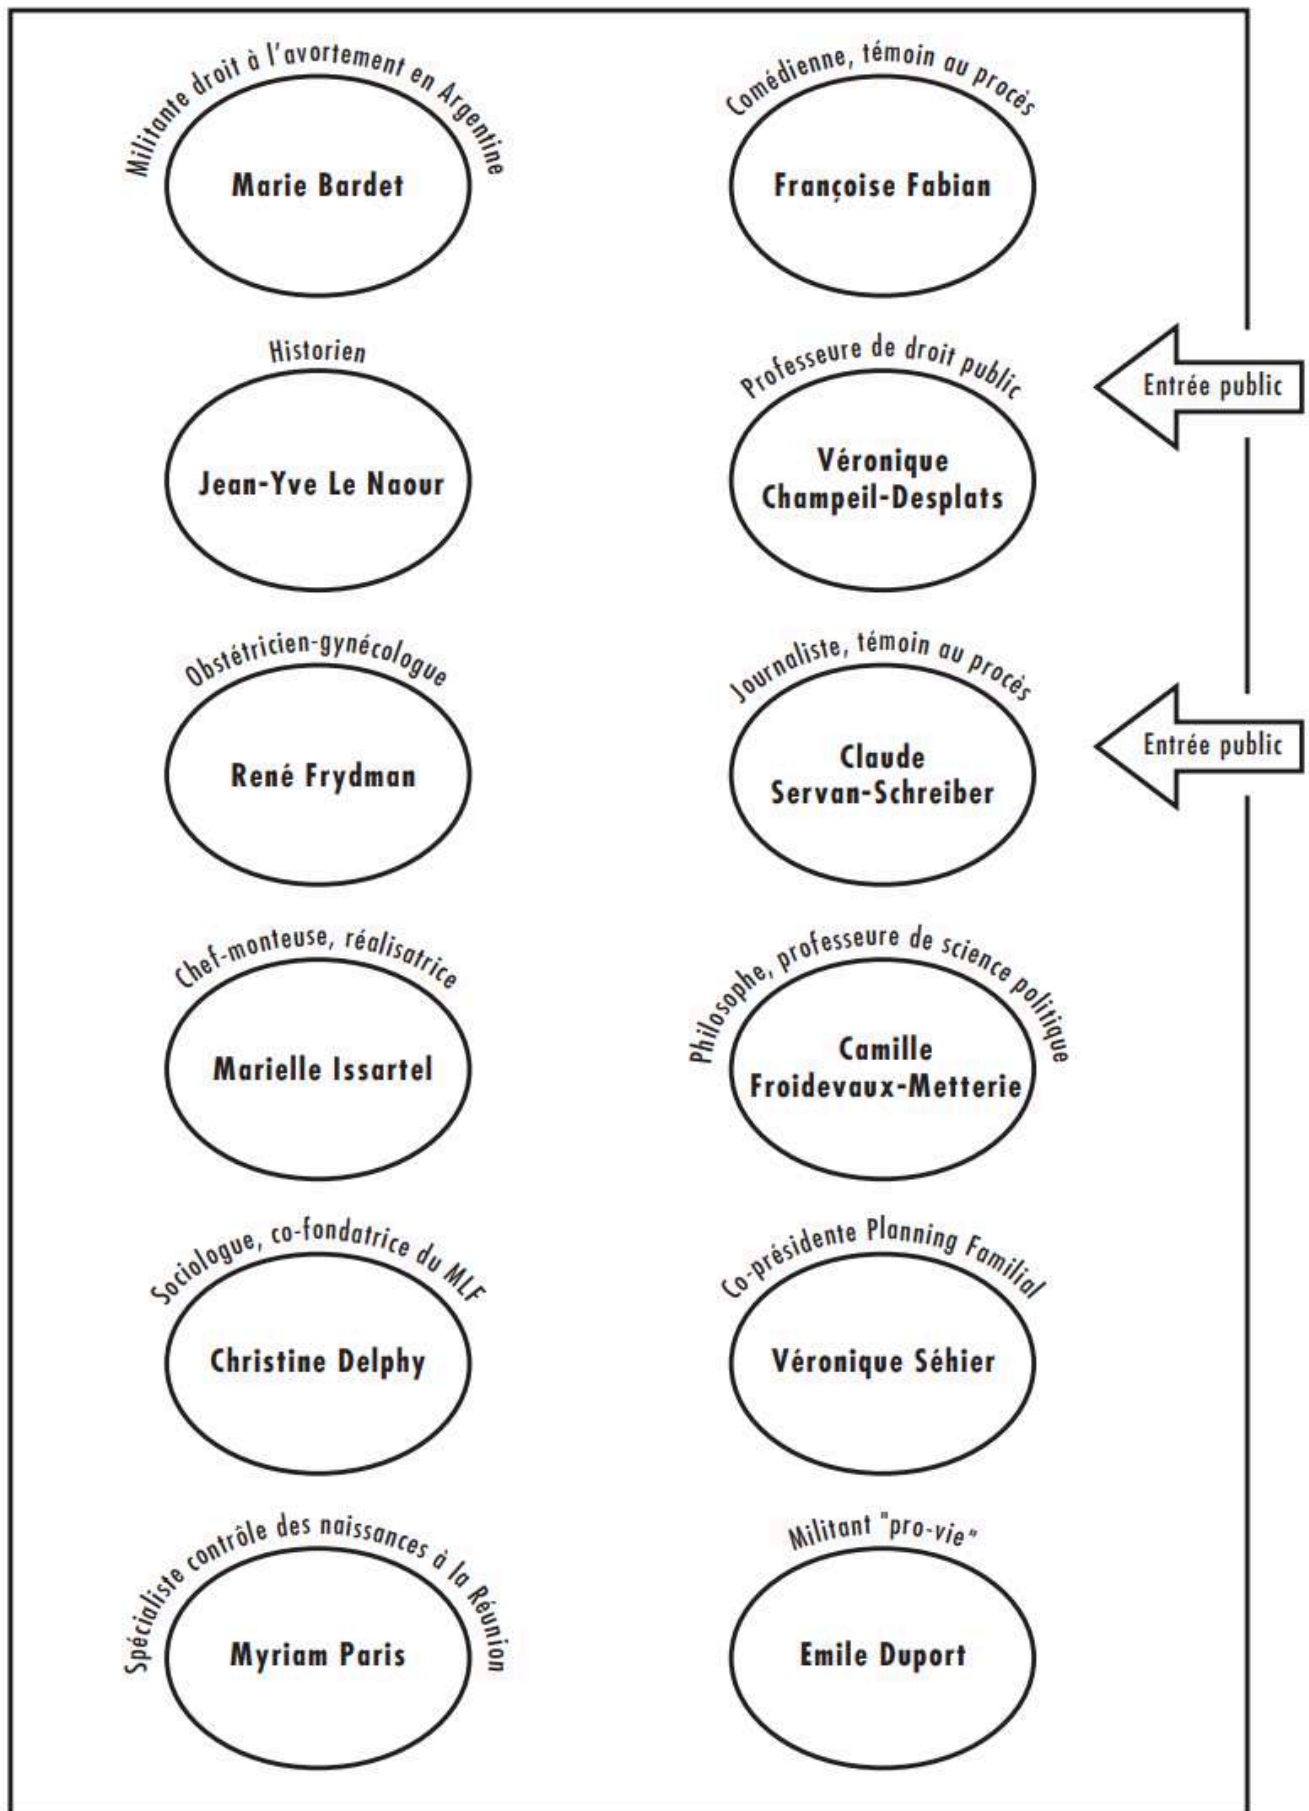 Militante droit à l'avortement en Argentine
Marie Bardet
Comédienne, témoin au procès
Françoise Fabian
Historien
Jean-Yve Le Naour
Professeure de droit public
Véronique
Champeil-Desplats
Entrée public
Obstétricien-gynécologue
René Frydman
Journaliste, témoin au procès
Claude
Servan-Schreiber
Entrée public
Chef-monteuse, réalisatrice
Marielle Issartel
Philosophe, professeure de science politique
Camille
Froidevaux-Metterie
Sociologue, co-fondatrice du MLF
Christine Delphy
Co-présidente Planning Familial
Véronique Séhier
Spécialiste contrôle des naissances à la Réunion
Myriam Paris
Militant "pro-vie"
Emile Duport